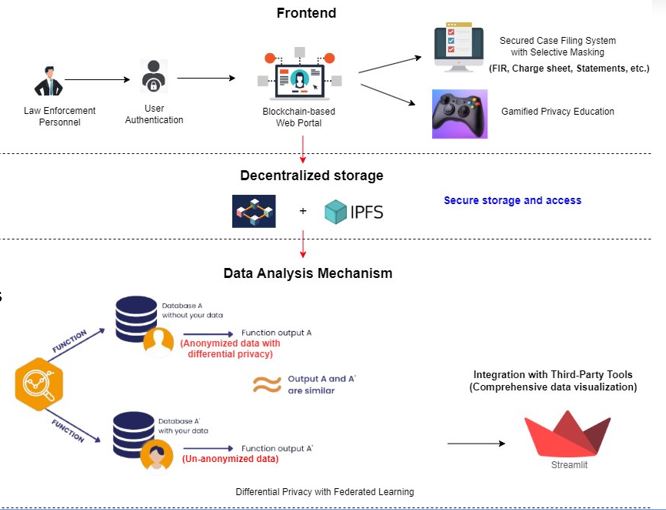 Frontend
Law Enforcement
Personnel
User
Authentication
Blockchain-based
Web Portal
Secured Case Filing System
with Selective Masking
(FIR, Charge sheet, Statements, etc.)
Gamified Privacy Education
Decentralized storage
+
IPFS
Secure storage and access
Data Analysis Mechanism
s
FUNCTION
Database A
without your data
Function output A
(Anonymized data with
differential privacy)
Output A and A'
are similar
FUNCTION
Database A'
with your data
Function output A'
(Un-anonymized data)
Integration with Third-Party Tools
(Comprehensive data visualization)
Streamlit
Differential Privacy with Federated Learning